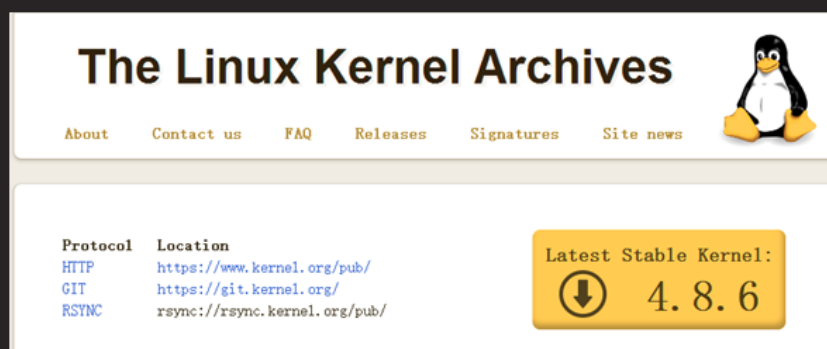 The Linux Kernel Archives
About Contact us FAQ Releases Signatures Site news
Protocol Location
HTTP https://www.kernel.org/pub/
GIT https://git.kernel.org/
RSYNC rsync://rsync.kernel.org/pub/
Latest Stable Kernel:
4.8.6